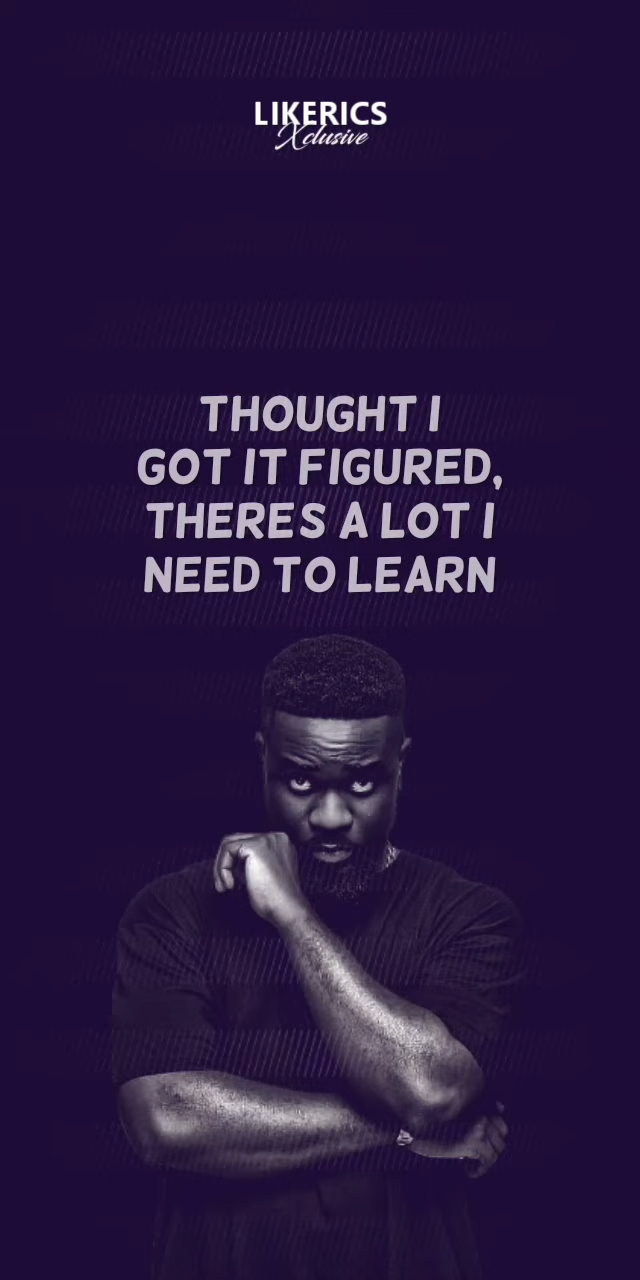 LIKERICS
Xclusive
THOUGHT I
GOT IT FIGURED,
THERES A LOT I
NEED TO LEARN